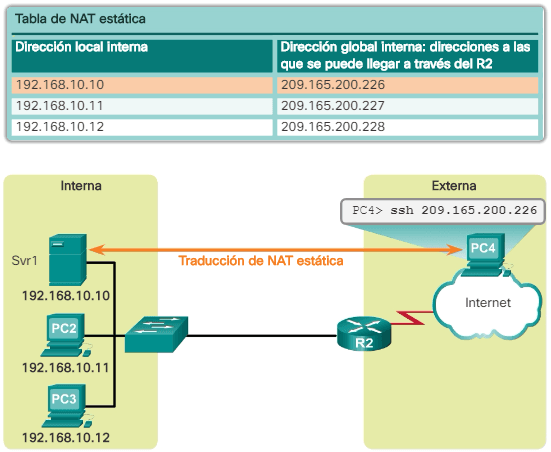 Tabla de NAT estática
Dirección local interna
Dirección global interna: direcciones a las
que se puede llegar a través del R2
192.168.10.10
209.165.200.226
192.168.10.11
209.165.200.227
192.168.10.12
209.165.200.228
Interna
Externa
PC4> ssh 209.165.200.226
Svr1
PC4
Traducción de NAT estática
192.168.10.10
Internet
PC2
R2
192.168.10.11
PC3
192.168.10.12